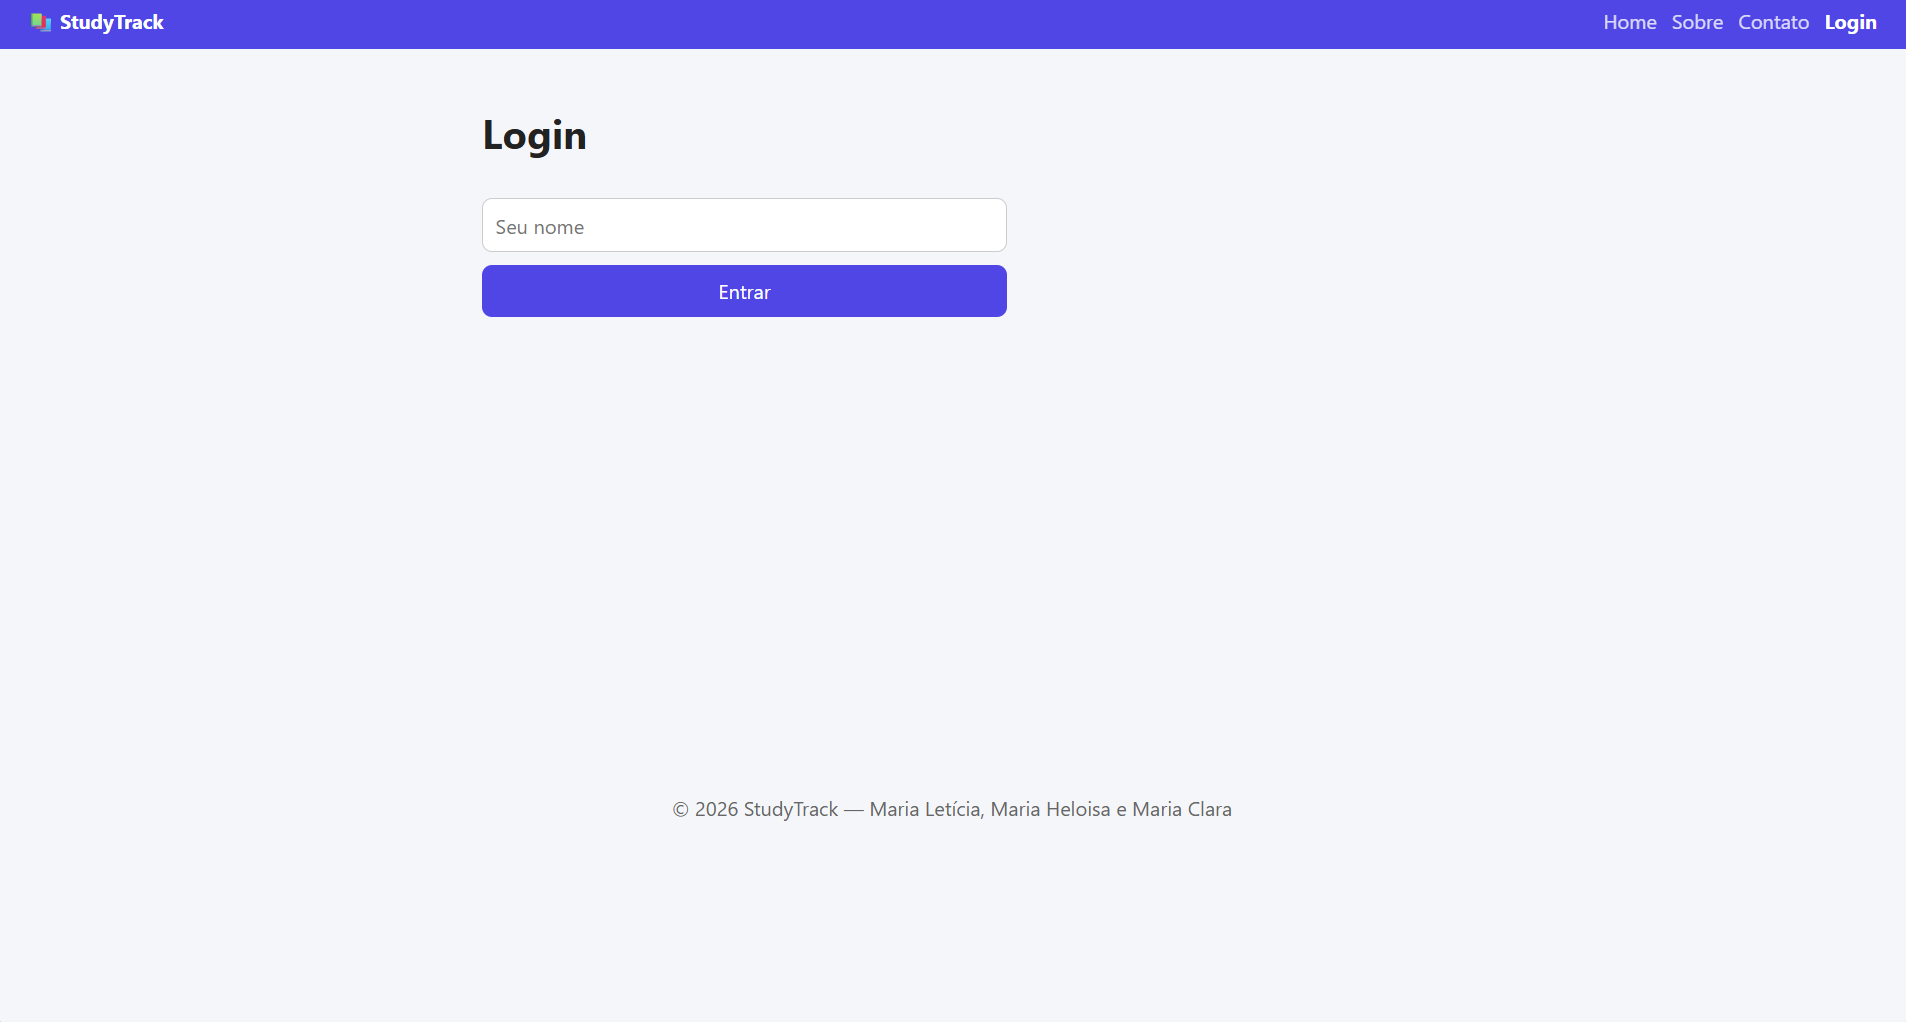 StudyTrack
Home Sobre Contato Login
Login
Seu nome
Entrar
© 2026 StudyTrack — Maria Letícia, Maria Heloisa e Maria Clara